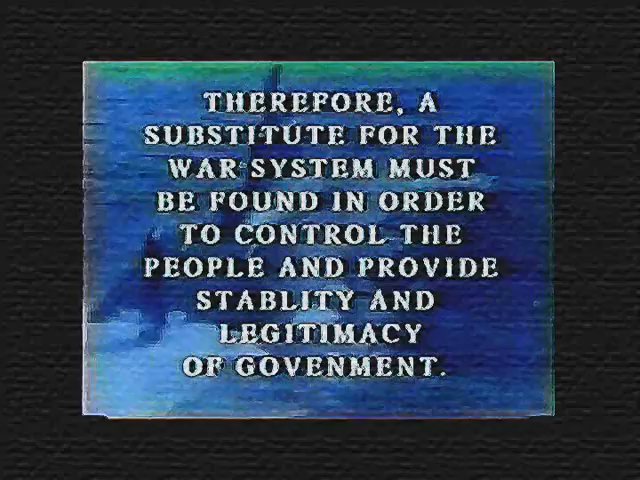 THEREFORE, A
SUBSTITUTE FOR THE
WAR SYSTEM MUST
BE FOUND IN ORDER
TO CONTROL THE
PEOPLE AND PROVIDE
STABLITY AND
LEGITIMACY
OF GOVENMENT.